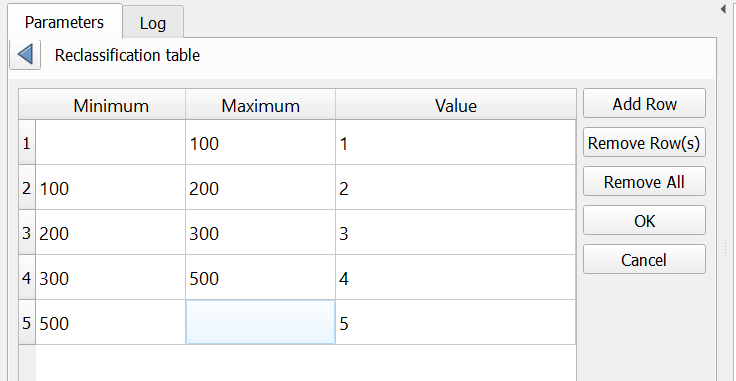 Parameters Log
Reclassification table
Minimum Maximum Value Add Row
1 100 1 Remove Row(s)
2 100 200 2 Remove All
3 200 300 3 OK
4 300 500 4 Cancel
5 500 5